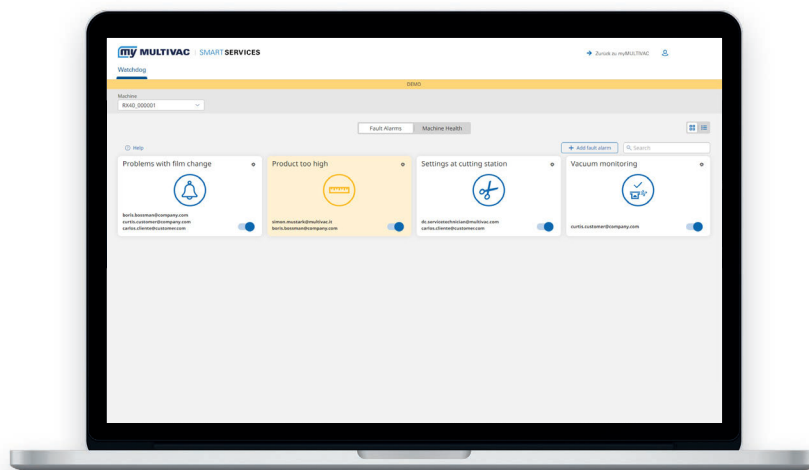 my MULTIVAC | SMART SERVICES
Zurück zu myMULTIVAC
Watchdog
DEMO
Machine
RX40_000001
Fault Alarms
Machine Health
Help
+ Add fault alarm
Search
Problems with film change
boris.bossman@company.com
curtis.customer@company.com
carlos.cliente@customer.com
Product too high
simon.mustark@multivac.it
boris.bossman@company.com
Settings at cutting station
dc.servicetechnician@multivac.com
carlos.cliente@customer.com
Vacuum monitoring
curtis.customer@company.com